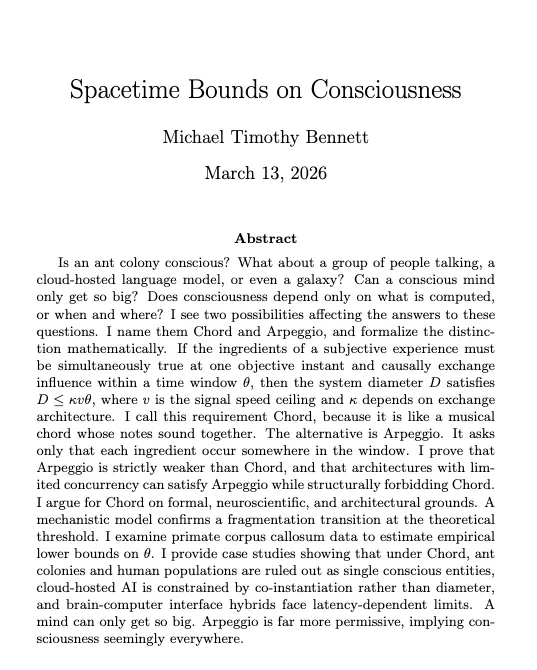 Spacetime Bounds on Consciousness
Michael Timothy Bennett
March 13, 2026
Abstract
Is an ant colony conscious? What about a group of people talking, a
cloud-hosted language model, or even a galaxy? Can a conscious mind
only get so big? Does consciousness depend only on what is computed,
or when and where? I see two possibilities affecting the answers to these
questions. I name them Chord and Arpeggio, and formalize the distinc-
tion mathematically. If the ingredients of a subjective experience must
be simultaneously true at one objective instant and causally exchange
influence within a time window θ, then the system diameter D satisfies
D ≤ κvθ, where v is the signal speed ceiling and κ depends on exchange
architecture. I call this requirement Chord, because it is like a musical
chord whose notes sound together. The alternative is Arpeggio. It asks
only that each ingredient occur somewhere in the window. I prove that
Arpeggio is strictly weaker than Chord, and that architectures with lim-
ited concurrency can satisfy Arpeggio while structurally forbidding Chord.
I argue for Chord on formal, neuroscientific, and architectural grounds. A
mechanistic model confirms a fragmentation transition at the theoretical
threshold. I examine primate corpus callosum data to estimate empirical
lower bounds on θ. I provide case studies showing that under Chord, ant
colonies and human populations are ruled out as single conscious entities,
cloud-hosted AI is constrained by co-instantiation rather than diameter,
and brain-computer interface hybrids face latency-dependent limits. A
mind can only get so big. Arpeggio is far more permissive, implying con-
sciousness seemingly everywhere.